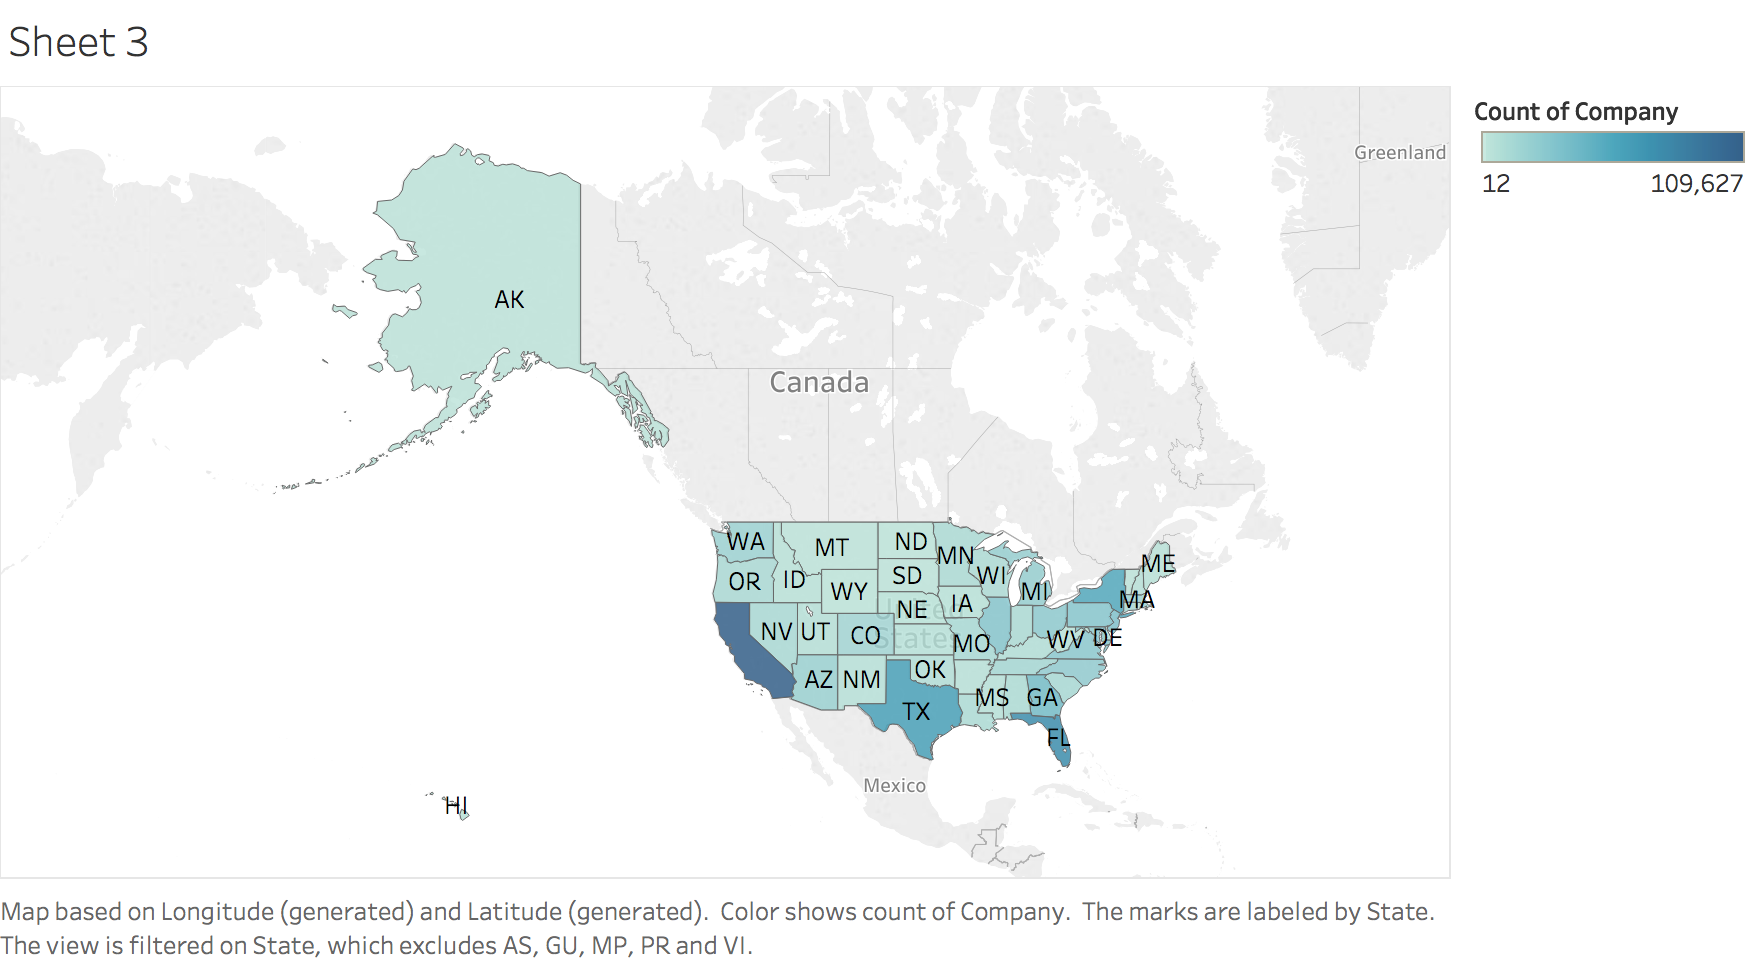 Sheet 3
Count of Company
12 109,627
Greenland
AK
Canada
WA MT ND MN ME
OR ID WY SD WI MI MA
NE IA
United
NV UT CO States MO WV DE
AZ NM OK
TX MS GA
FL
Mexico
HI
Map based on Longitude (generated) and Latitude (generated). Color shows count of Company. The marks are labeled by State.
The view is filtered on State, which excludes AS, GU, MP, PR and VI.